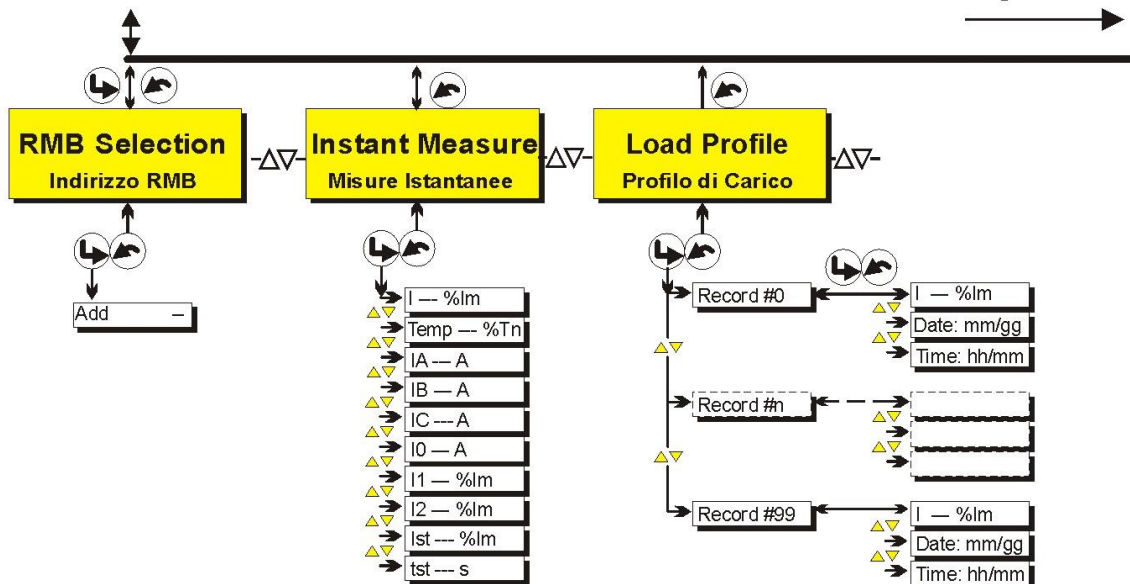 RMB Selection
Indirizzo RMB
Instant Measure
Misure Istantanee
Load Profile
Profilo di Carico
Add –
I --- %Im
Temp --- %Tn
IA --- A
IB --- A
IC --- A
I0 --- A
I1 --- %Im
I2 --- %Im
Ist --- %Im
tst --- s
Record #0
I --- %Im
Date: mm/gg
Time: hh/mm
Record #n
Record #99
I --- %Im
Date: mm/gg
Time: hh/mm